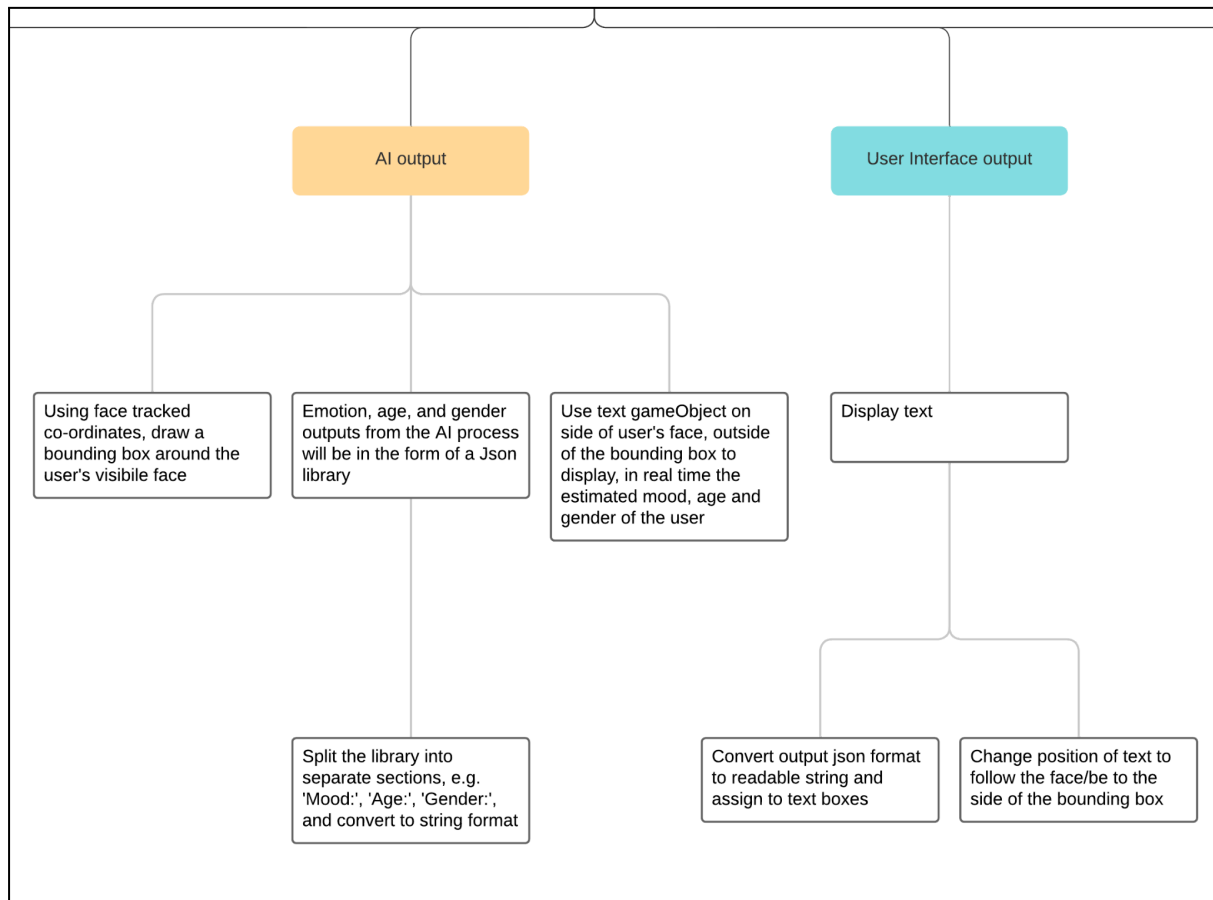 AI output
User Interface output
Using face tracked
co-ordinates, draw a
bounding box around the
user's visibile face
Emotion, age, and gender
outputs from the AI process
will be in the form of a Json
library
Use text gameObject on
side of user's face, outside
of the bounding box to
display, in real time the
estimated mood, age and
gender of the user
Display text
Split the library into
separate sections, e.g.
'Mood:', 'Age:', 'Gender:',
and convert to string format
Convert output json format
to readable string and
assign to text boxes
Change position of text to
follow the face/be to the
side of the bounding box